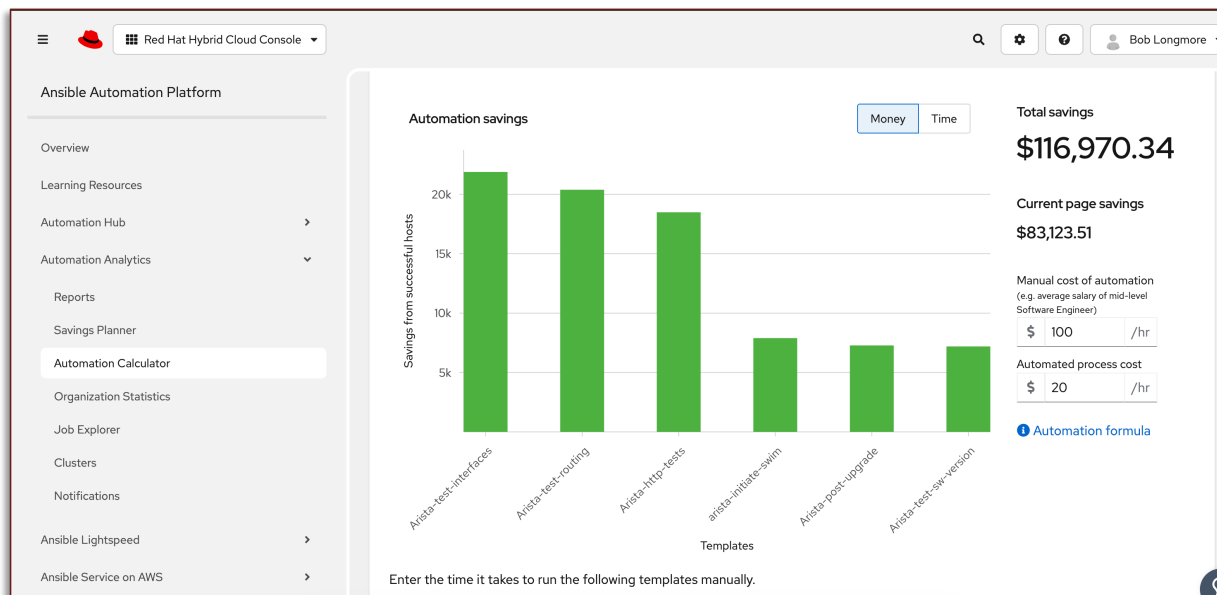 Red Hat Hybrid Cloud Console
Bob Longmore
Ansible Automation Platform
Overview
Learning Resources
Automation Hub
Automation Analytics
Reports
Savings Planner
Automation Calculator
Organization Statistics
Job Explorer
Clusters
Notifications
Ansible Lightspeed
Ansible Service on AWS
Automation savings
Money
Time
Savings from successful hosts
20k
15k
10k
5k
Arista-test-interfaces
Arista-test-routing
Arista-http-tests
arista-initiate-swim
Arista-post-upgrade
Arista-test-sw-version
Templates
Enter the time it takes to run the following templates manually.
Total savings
$116,970.34
Current page savings
$83,123.51
Manual cost of automation
(e.g. average salary of mid-level
Software Engineer)
$ 100 /hr
Automated process cost
$ 20 /hr
Automation formula